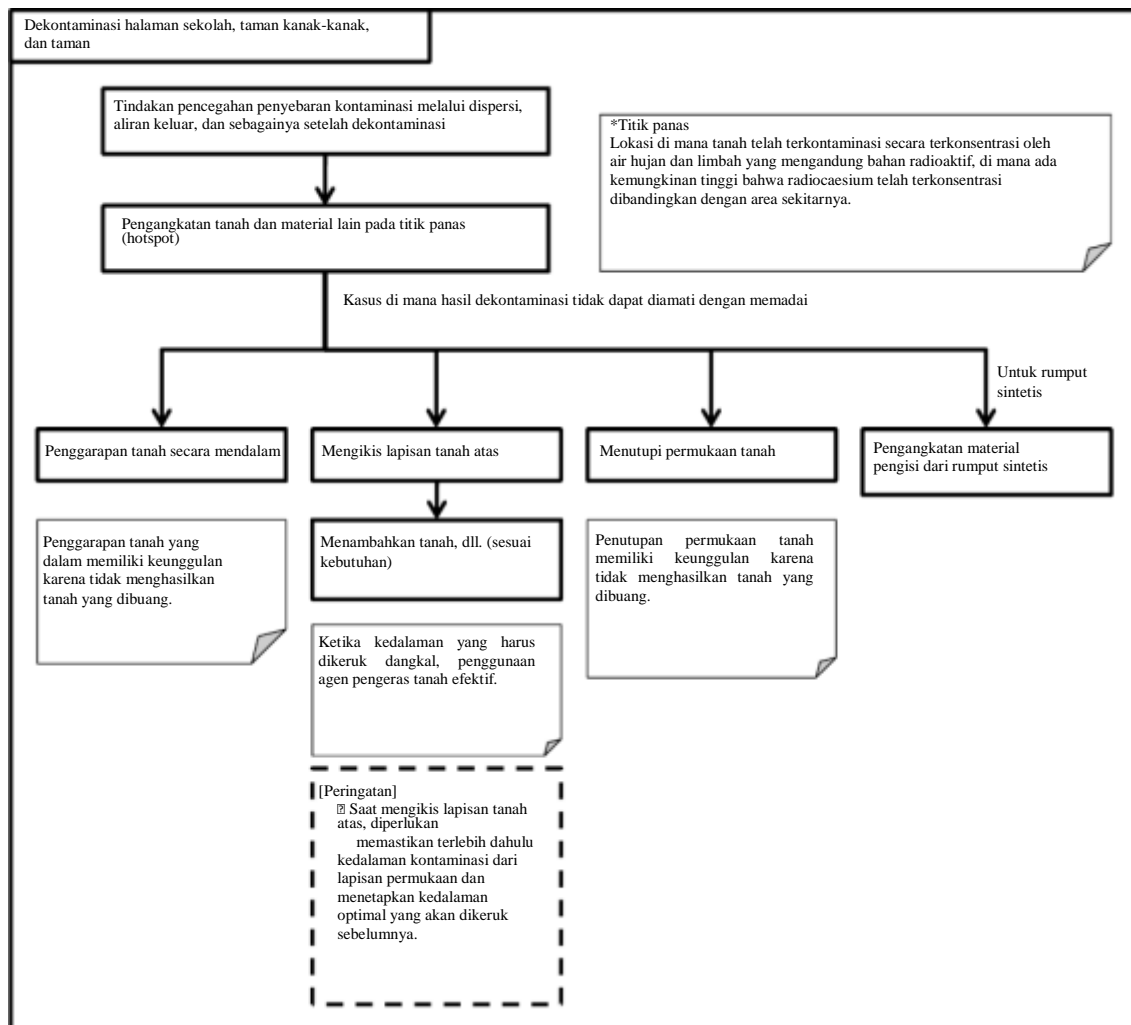 Dekontaminasi halaman sekolah, taman kanak-kanak,
dan taman
Tindakan pencegahan penyebaran kontaminasi melalui dispersi,
aliran keluar, dan sebagainya setelah dekontaminasi
*Titik panas
Lokasi di mana tanah telah terkontaminasi secara terkonsentrasi oleh
air hujan dan limbah yang mengandung bahan radioaktif, di mana ada
kemungkinan tinggi bahwa radiocaesium telah terkonsentrasi
dibandingkan dengan area sekitarnya.
Pengangkatan tanah dan material lain pada titik panas
(hotspot)
Kasus di mana hasil dekontaminasi tidak dapat diamati dengan memadai
Untuk rumput
sintetis
Penggarapan tanah secara mendalam
Mengikis lapisan tanah atas
Menutupi permukaan tanah
Pengangkatan material
pengisi dari rumput sintetis
Penggarapan tanah yang
dalam memiliki keunggulan
karena tidak menghasilkan
tanah yang dibuang.
Menambahkan tanah, dll. (sesuai
kebutuhan)
Penutupan permukaan tanah
memiliki keunggulan karena
tidak menghasilkan tanah yang
dibuang.
Ketika kedalaman yang harus
dikeruk dangkal, penggunaan
agen pengeras tanah efektif.
[Peringatan]
Saat mengikis lapisan tanah
atas, diperlukan
memastikan terlebih dahulu
kedalaman kontaminasi dari
lapisan permukaan dan
menetapkan kedalaman
optimal yang akan dikeruk
sebelumnya.